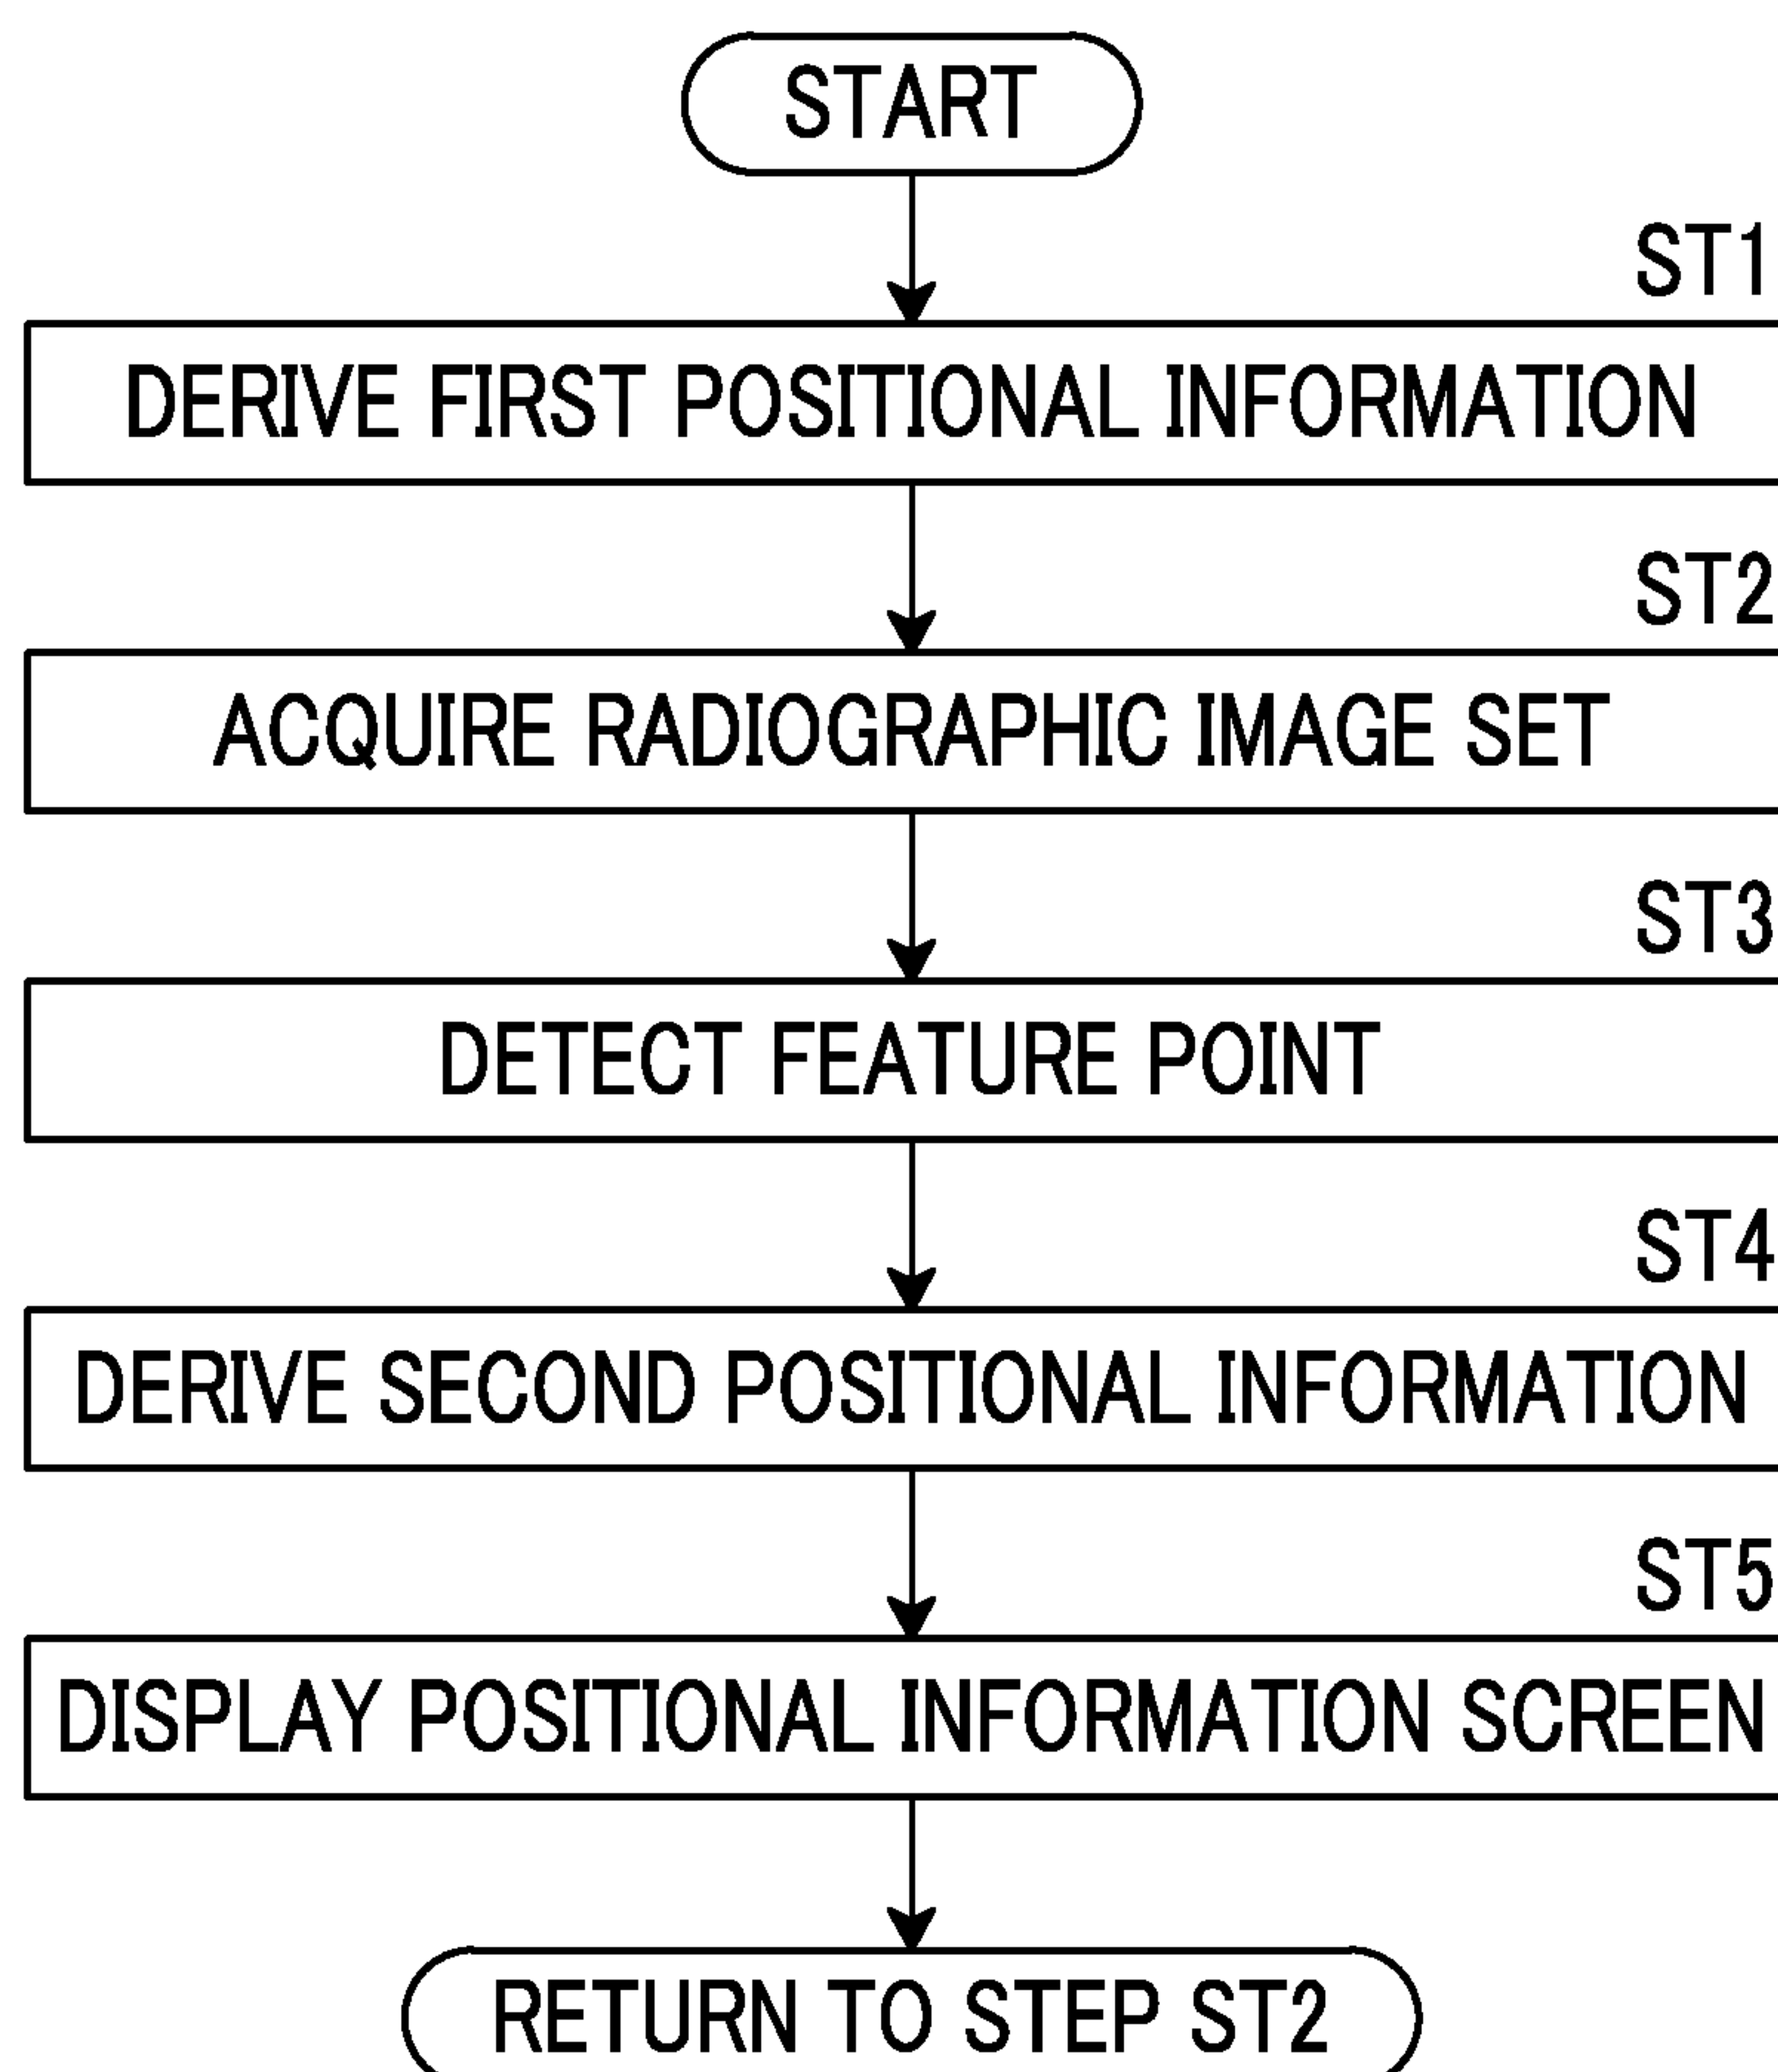 START
ST1
DERIVE FIRST POSITIONAL INFORMATION
ST2
ACQUIRE RADIOGRAPHIC IMAGE SET
ST3
DETECT FEATURE POINT
ST4
DERIVE SECOND POSITIONAL INFORMATION
ST5
DISPLAY POSITIONAL INFORMATION SCREEN
RETURN TO STEP ST2